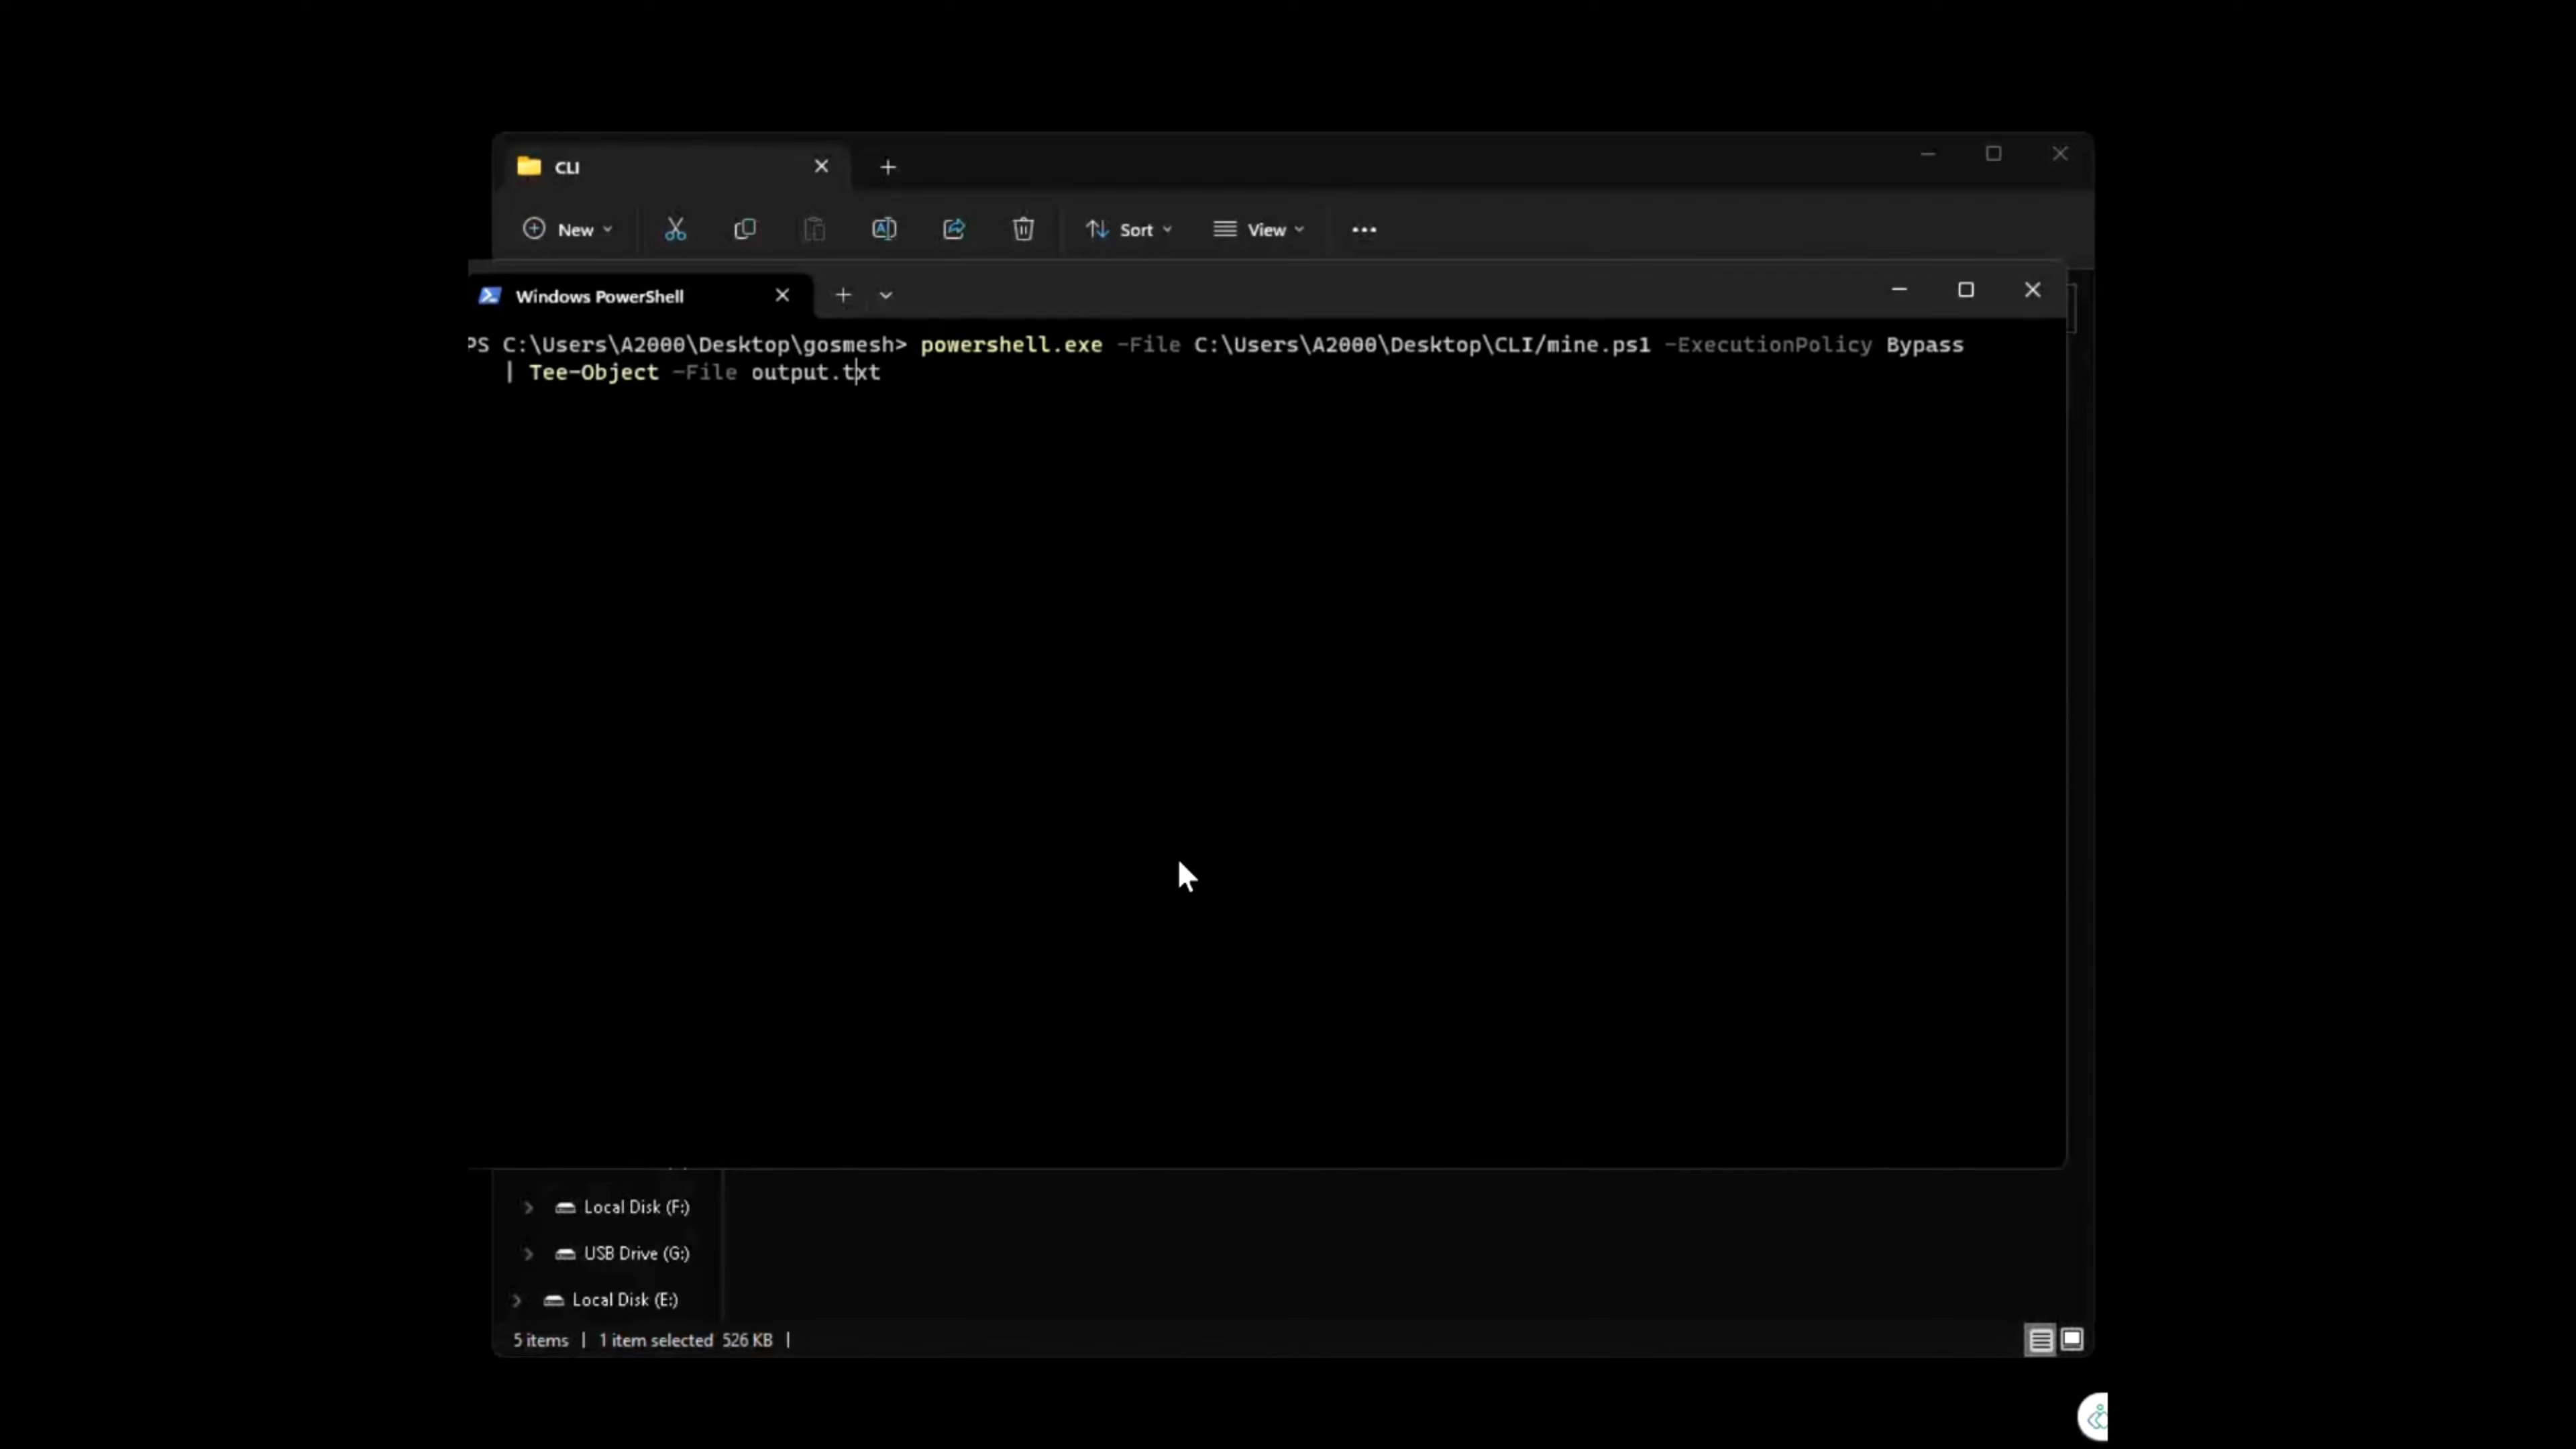 CLI
New
Sort
View
Windows PowerShell
PS C:\Users\A2000\Desktop\gosmesh> powershell.exe -File C:\Users\A2000\Desktop\CLI/mine.ps1 -ExecutionPolicy Bypass
| Tee-Object -File output.txt
Local Disk (F:)
USB Drive (G:)
Local Disk (E:)
5 items | 1 item selected 526 KB |